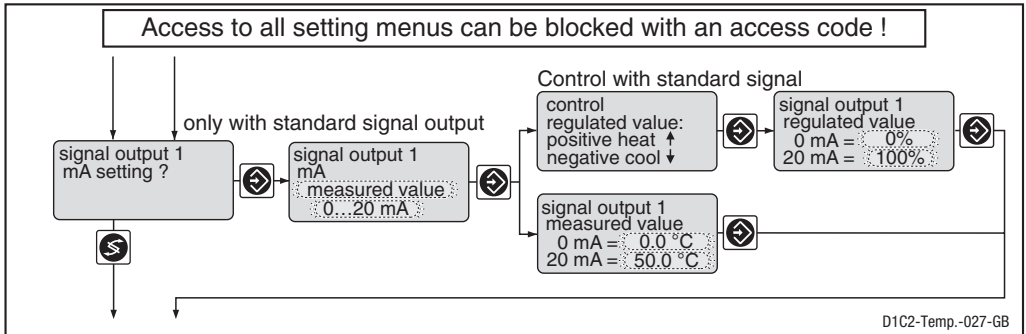 Access to all setting menus can be blocked with an access code !
only with standard signal output
signal output 1
mA setting ?
signal output 1
mA
measured value
0...20 mA
Control with standard signal
control
regulated value:
positive heat ↑
negative cool ↓
signal output 1
regulated value
0 mA = 0%
20 mA = 100%
signal output 1
measured value
0 mA = 0.0 °C
20 mA = 50.0 °C
D1C2-Temp.-027-GB